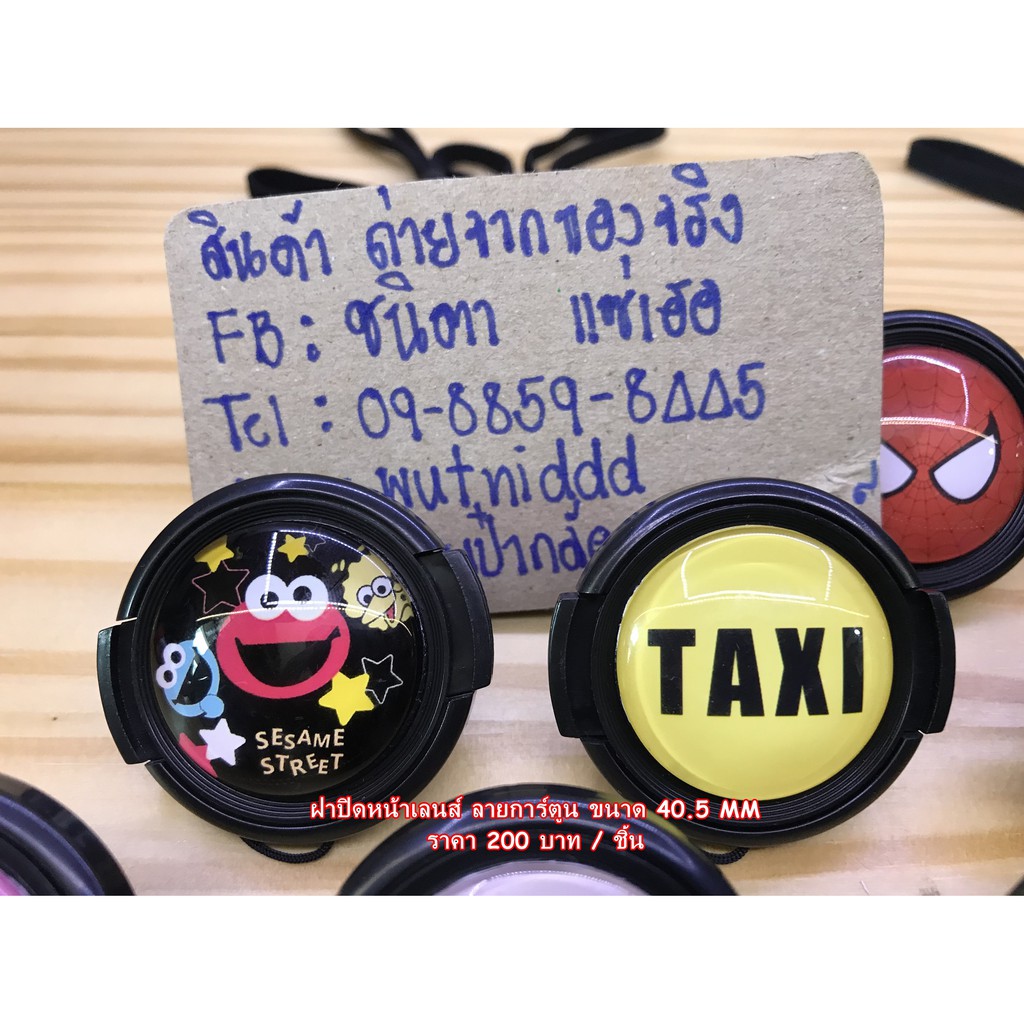 สินค้า ถ่ายจากของจริง
FB : ชนิตา แซ่เฮอ
Tel : 09-8859-8445
wutniddd
SESAME
STREET
TAXI
ฝาปิดหน้าเลนส์ ลายการ์ตูน ขนาด 40.5 MM
ราคา 200 บาท / ชิ้น